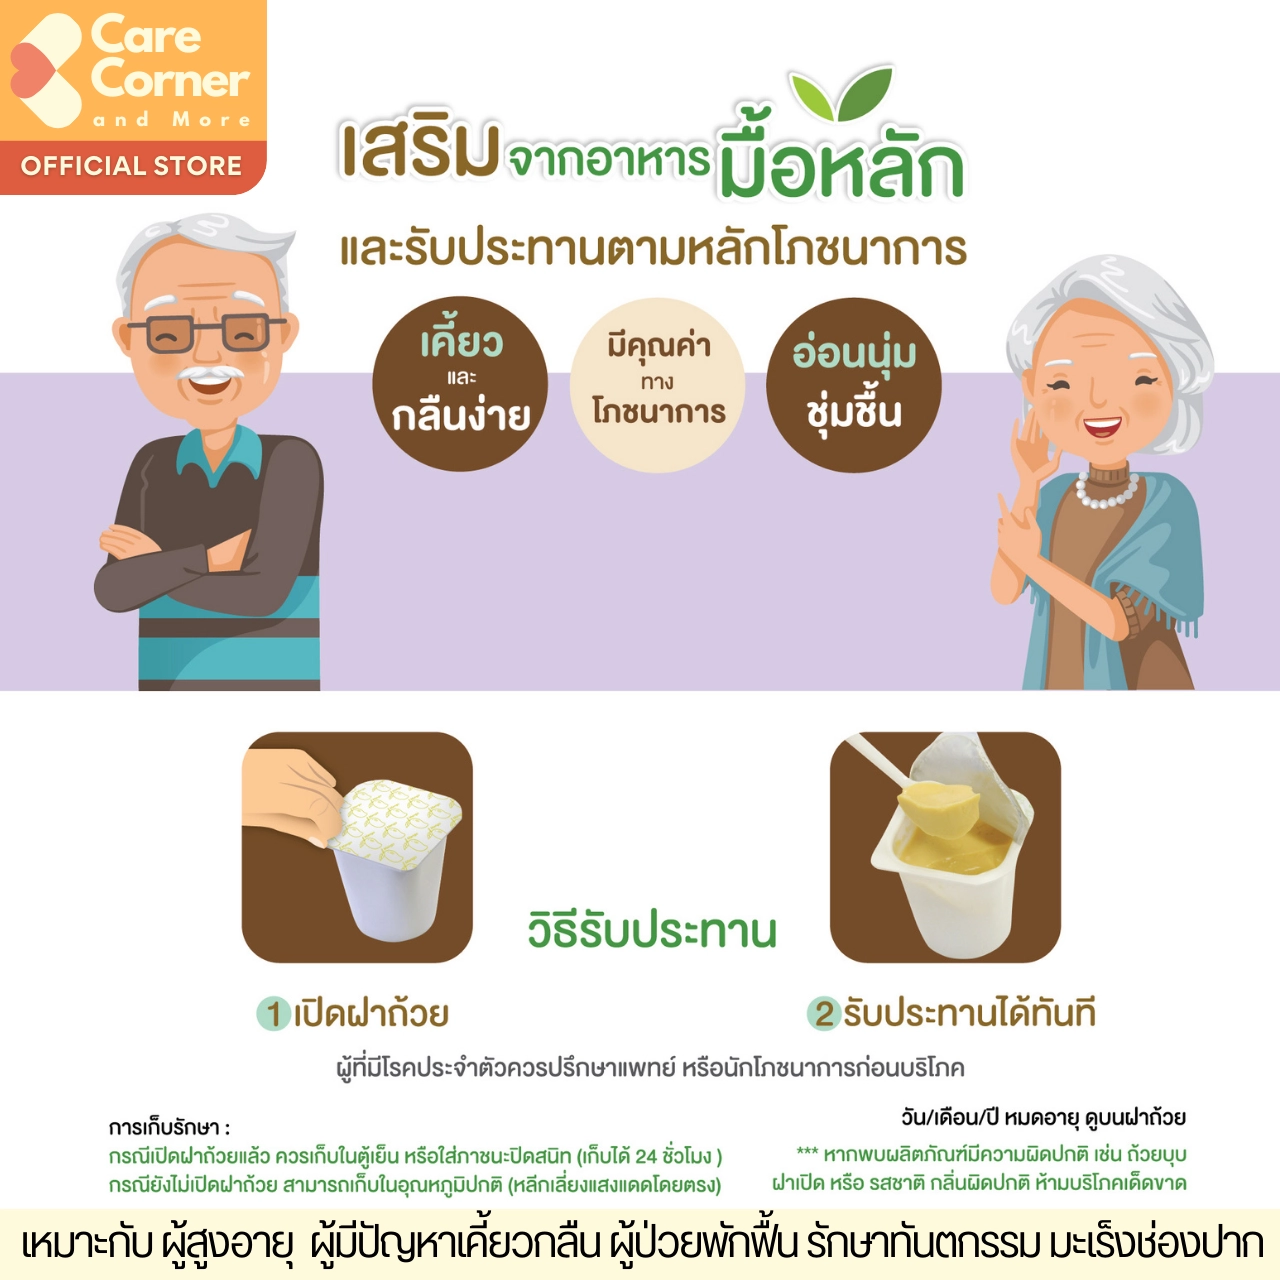 Care
Corner
and More
OFFICIAL STORE
เสริมจากอาหารมื้อหลัก
และรับประทานตามหลักโภชนาการ
เคี้ยว
และ
กลืนง่าย
มีคุณค่า
ทาง
โภชนาการ
อ่อนนุ่ม
ชุ่มชื้น
วิธีรับประทาน
1 เปิดฝาถ้วย
2 รับประทานได้ทันที
ผู้ที่มีโรคประจำตัวควรปรึกษาแพทย์ หรือนักโภชนาการก่อนบริโภค
การเก็บรักษา :
กรณีเปิดฝาถ้วยแล้ว ควรเก็บในตู้เย็น หรือใส่ภาชนะปิดสนิท (เก็บได้ 24 ชั่วโมง )
กรณียังไม่เปิดฝาถ้วย สามารถเก็บในอุณหภูมิปกติ (หลีกเลี่ยงแสงแดดโดยตรง)
วัน/เดือน/ปี หมดอายุ ดูบนฝาถ้วย
*** หากพบผลิตภัณฑ์มีความผิดปกติ เช่น ถ้วยบุบ
ฝาเปิด หรือ รสชาติ กลิ่นผิดปกติ ห้ามบริโภคเด็ดขาด
เหมาะกับ ผู้สูงอายุ ผู้มีปัญหาเคี้ยวกลืน ผู้ป่วยพักฟื้น รักษาทันตกรรม มะเร็งช่องปาก